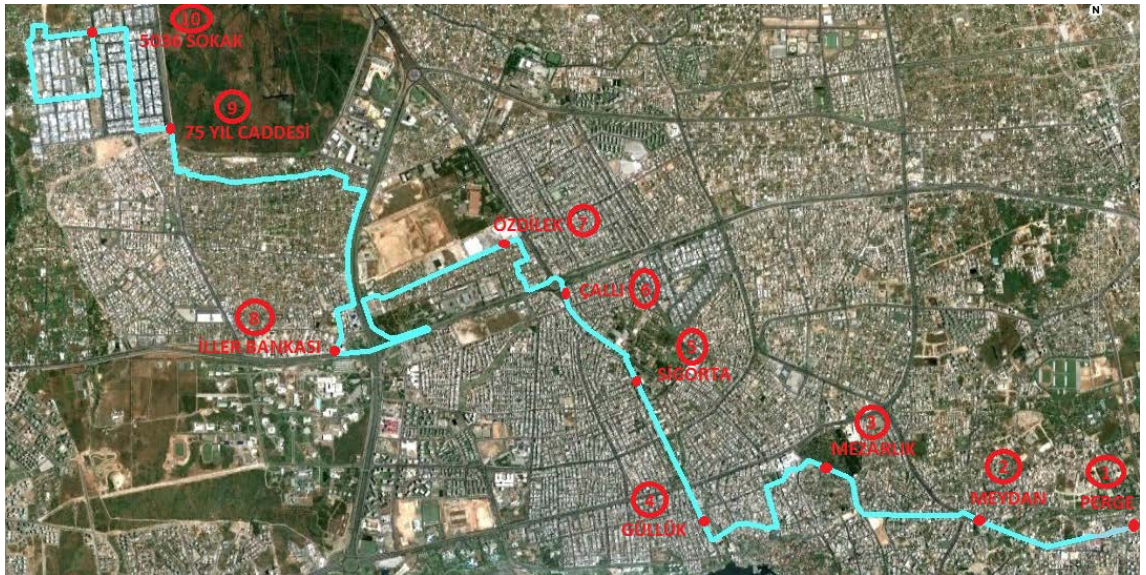 N
10
5036 SOKAK
9
75 YIL CADDESİ
ÖZDİLEK 7
ÇALLI 6
8
İLLER BANKASI
5
SİGORTA
3
MEZARLIK
4
GÜLLÜK
2
MEYDAN
1
PERGE